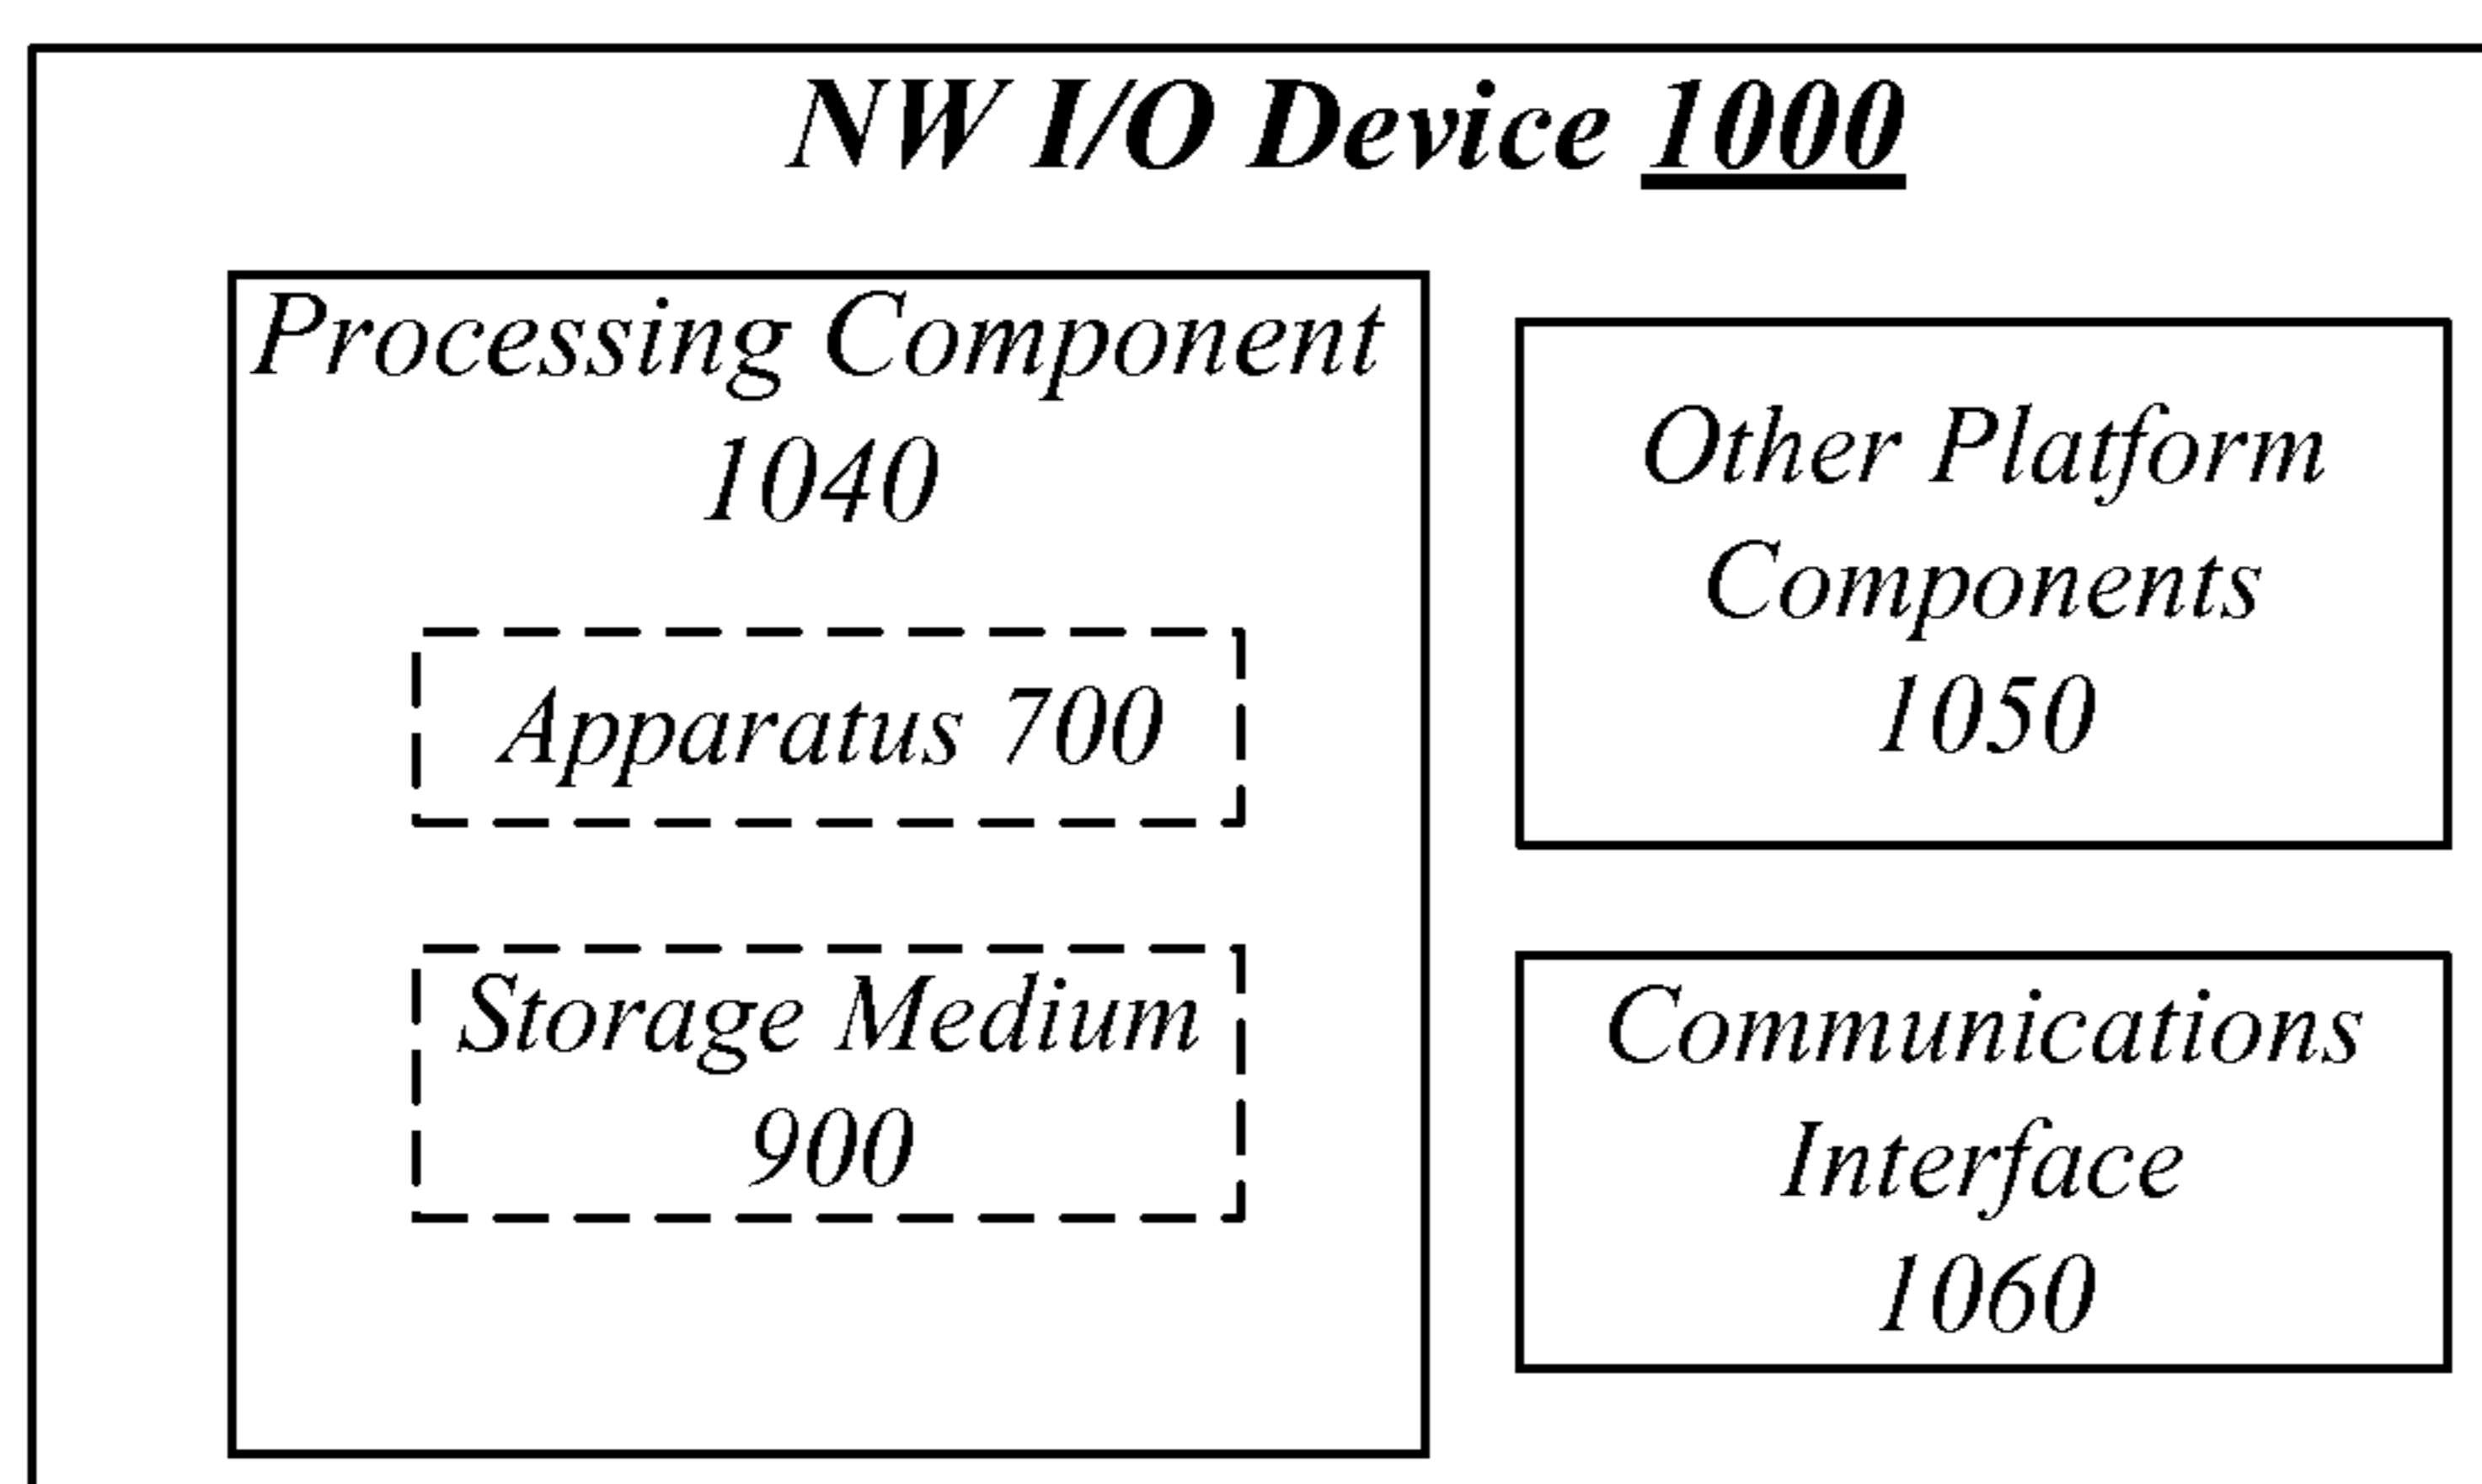 NW I/O Device 1000
Processing Component
1040
Apparatus 700
Storage Medium
900
Other Platform
Components
1050
Communications
Interface
1060